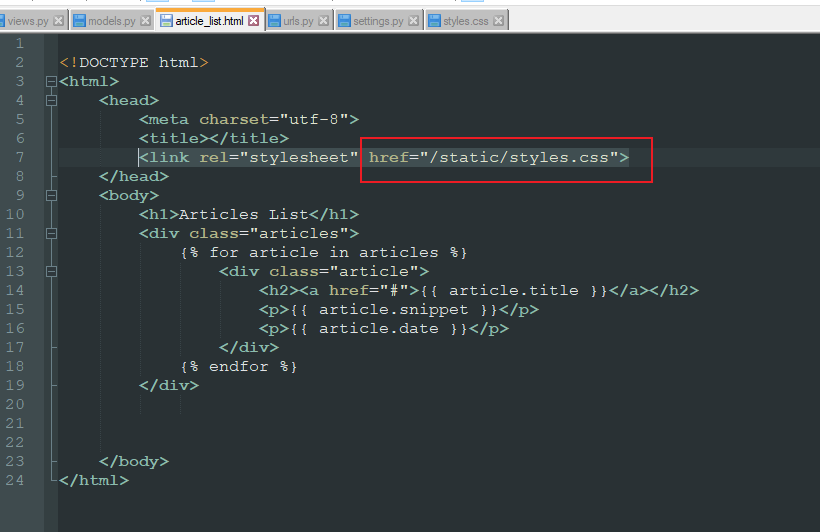 views.py models.py article_list.html urls.py settings.py styles.css
1
2 <!DOCTYPE html>
3 <html>
4 <head>
5 <meta charset="utf-8">
6 <title></title>
7 <link rel="stylesheet" href="/static/styles.css">
8 </head>
9 <body>
10 <h1>Articles List</h1>
11 <div class="articles">
12 {% for article in articles %}
13 <div class="article">
14 <h2><a href="#">{{ article.title }}</a></h2>
15 <p>{{ article.snippet }}</p>
16 <p>{{ article.date }}</p>
17 </div>
18 {% endfor %}
19 </div>
20
21
22
23 </body>
24 </html>